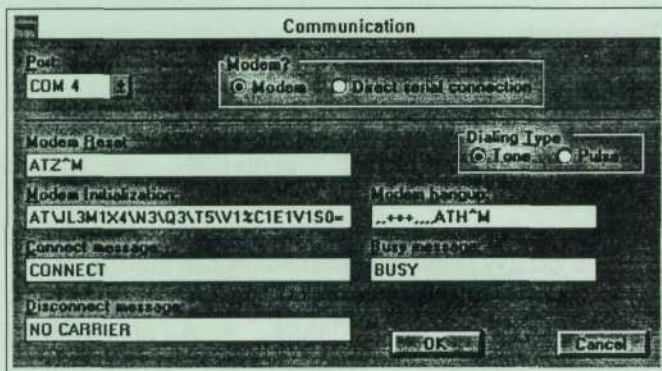 Communication
Port:
COM 4
Modem?
Modem
Direct serial connection
Modem Reset
ATZ^M
Dialing Type
Tone
Pulse
Modem Initialization:
AT\JL3M1X4\N3\Q3\T5\V1%C1E1V1S0=
Modem hangup:
,,+++,,,,ATH^M
Connect message:
CONNECT
Busy message:
BUSY
Disconnect message:
NO CARRIER
OK
Cancel